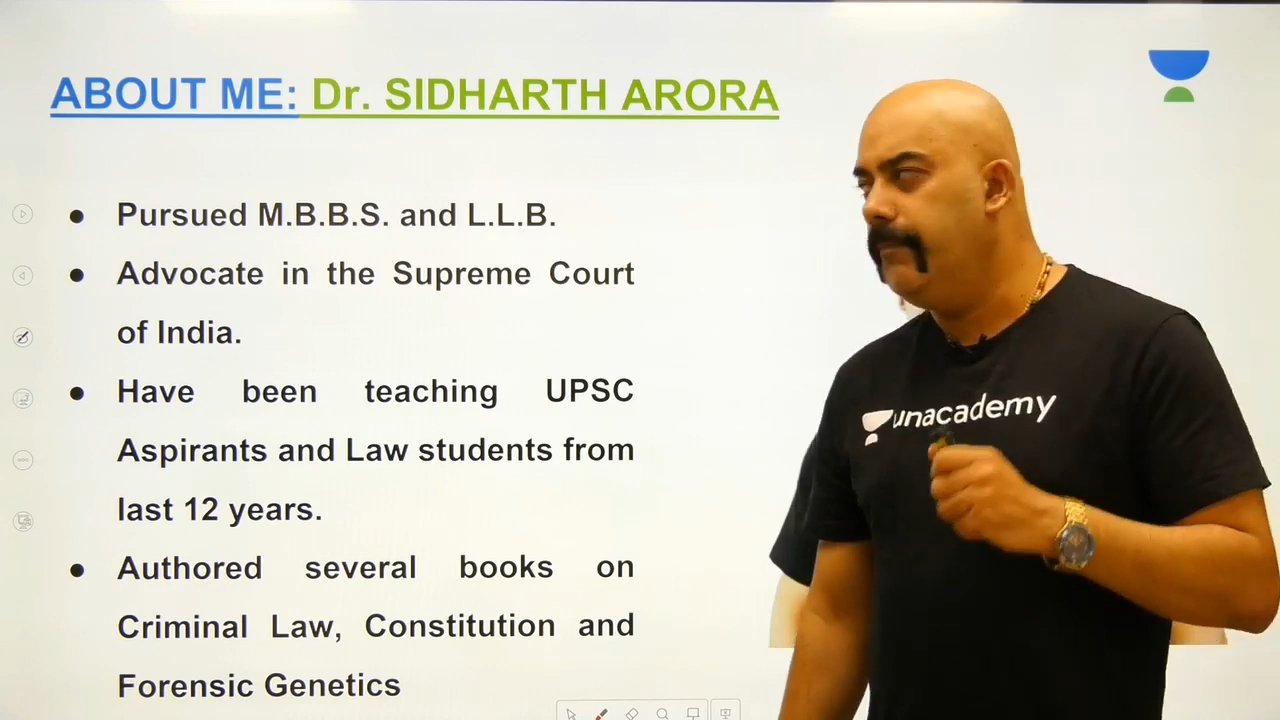 ABOUT ME: Dr. SIDHARTH ARORA
● Pursued M.B.B.S. and L.L.B.
● Advocate in the Supreme Court
of India.
● Have been teaching UPSC
Aspirants and Law students from
last 12 years.
● Authored several books on
Criminal Law, Constitution and
Forensic Genetics
unacademy